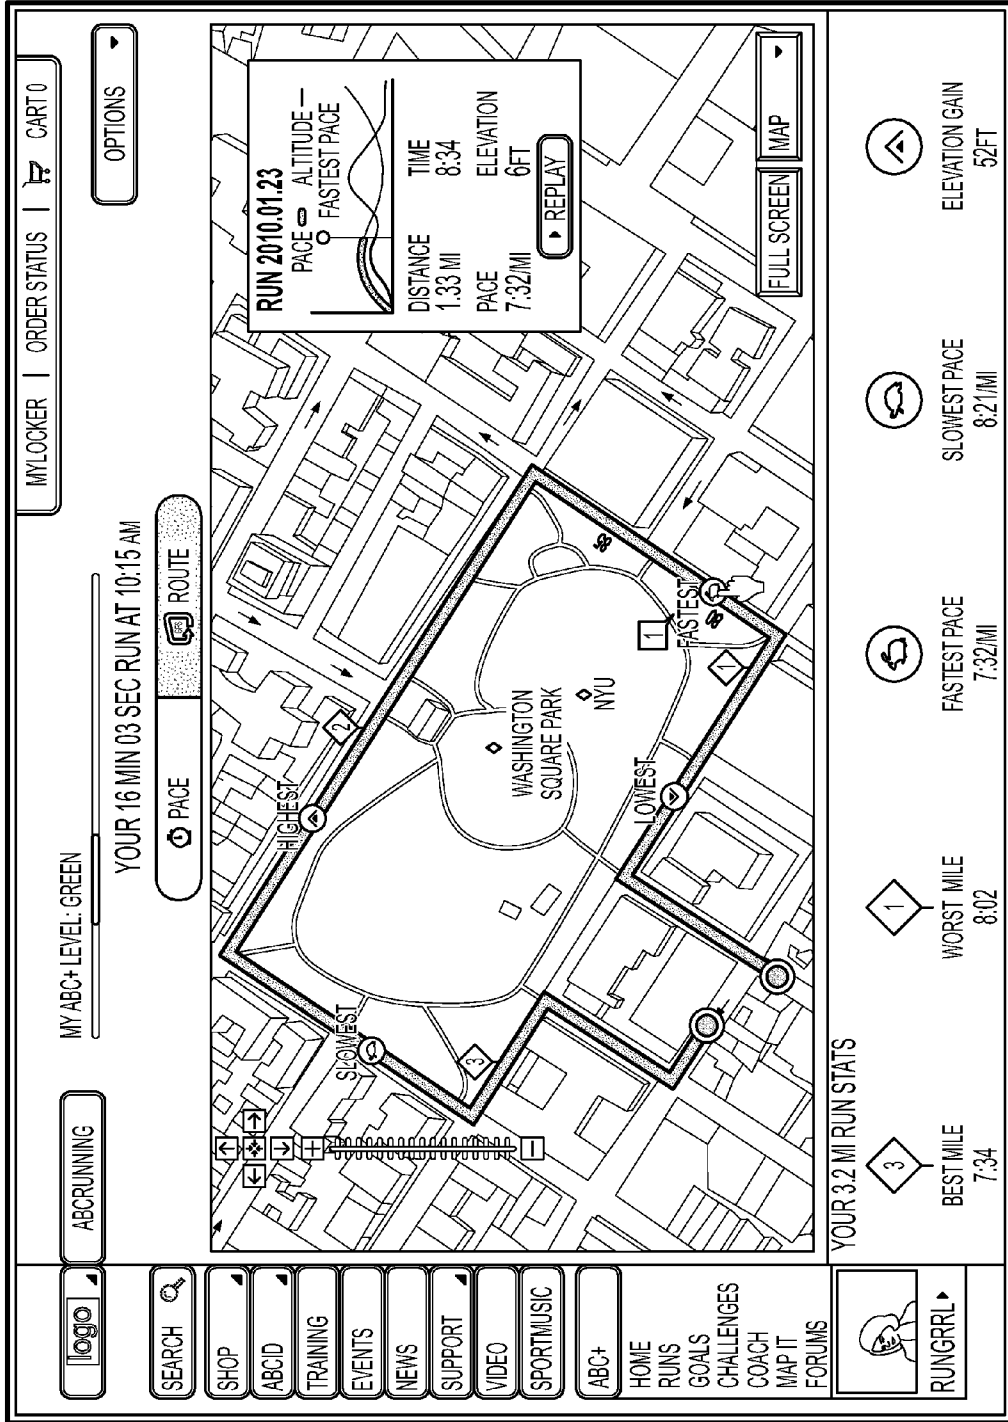 logo
ABCRUNNING
MY ABC+ LEVEL: GREEN
MYLOCKER | ORDER STATUS | CART 0
YOUR 16 MIN 03 SEC RUN AT 10:15 AM
PACE
GPS
ROUTE
OPTIONS
SEARCH
SHOP
ABCID
TRAINING
EVENTS
NEWS
SUPPORT
VIDEO
SPORTMUSIC
ABC+
HOME
RUNS
GOALS
CHALLENGES
COACH
MAP IT
FORUMS
RUNGRRL
RUN 2010.01.23
PACE ALTITUDE
FASTEST PACE
DISTANCE TIME
1.33 MI 8:34
PACE ELEVATION
7:32/MI 6FT
REPLAY
HIGHEST
2
SLOWEST
3
WASHINGTON
SQUARE PARK
NYU
1
FASTEST
1
LOWEST
FULL SCREEN
MAP
YOUR 3.2 MI RUN STATS
3
BEST MILE
7:34
1
WORST MILE
8:02
FASTEST PACE
7:32/MI
SLOWEST PACE
8:21/MI
ELEVATION GAIN
52FT